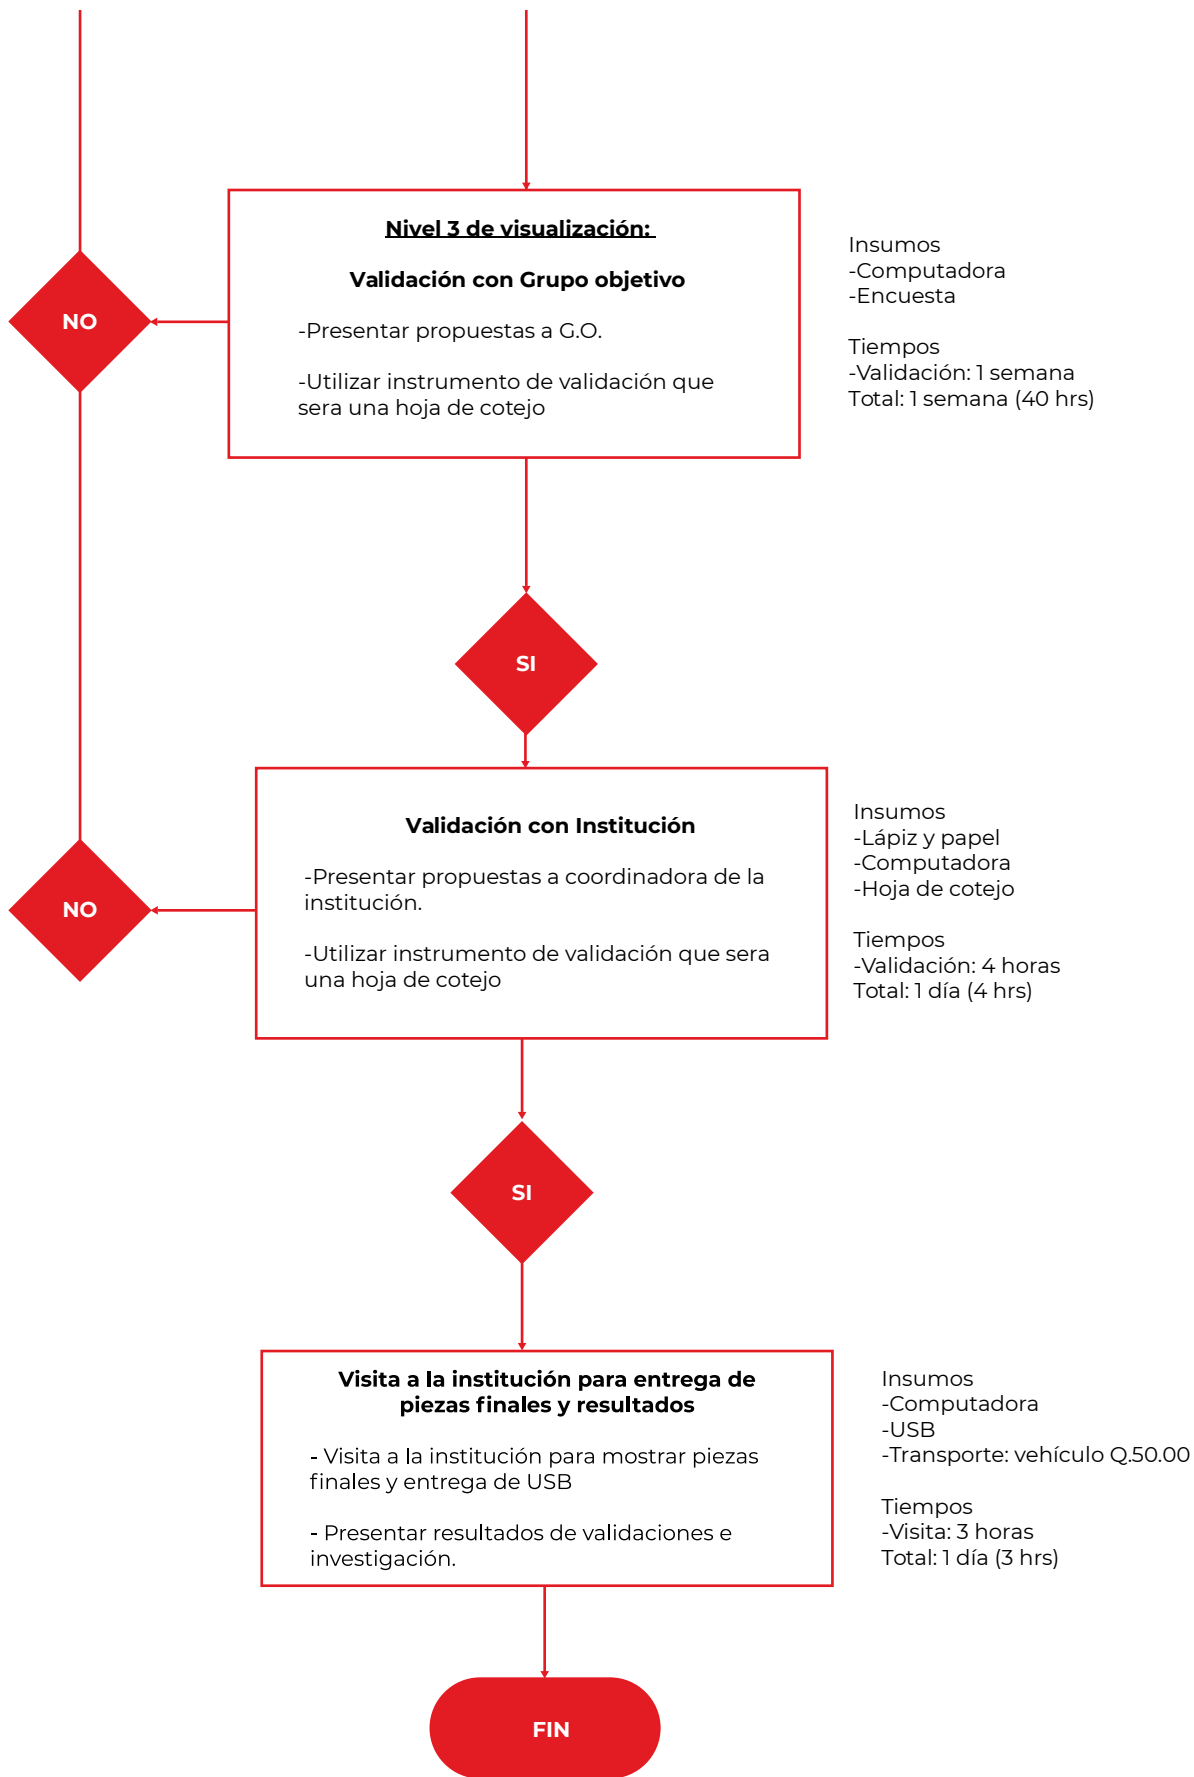 Nivel 3 de visualización:
Validación con Grupo objetivo
-Presentar propuestas a G.O.
-Utilizar instrumento de validación que
sera una hoja de cotejo
Insumos
-Computadora
-Encuesta
Tiempos
-Validación: 1 semana
Total: 1 semana (40 hrs)
NO
SI
Validación con Institución
-Presentar propuestas a coordinadora de la
institución.
-Utilizar instrumento de validación que sera
una hoja de cotejo
Insumos
-Lápiz y papel
-Computadora
-Hoja de cotejo
Tiempos
-Validación: 4 horas
Total: 1 día (4 hrs)
NO
SI
Visita a la institución para entrega de
piezas finales y resultados
- Visita a la institución para mostrar piezas
finales y entrega de USB
- Presentar resultados de validaciones e
investigación.
Insumos
-Computadora
-USB
-Transporte: vehículo Q.50.00
Tiempos
-Visita: 3 horas
Total: 1 día (3 hrs)
FIN